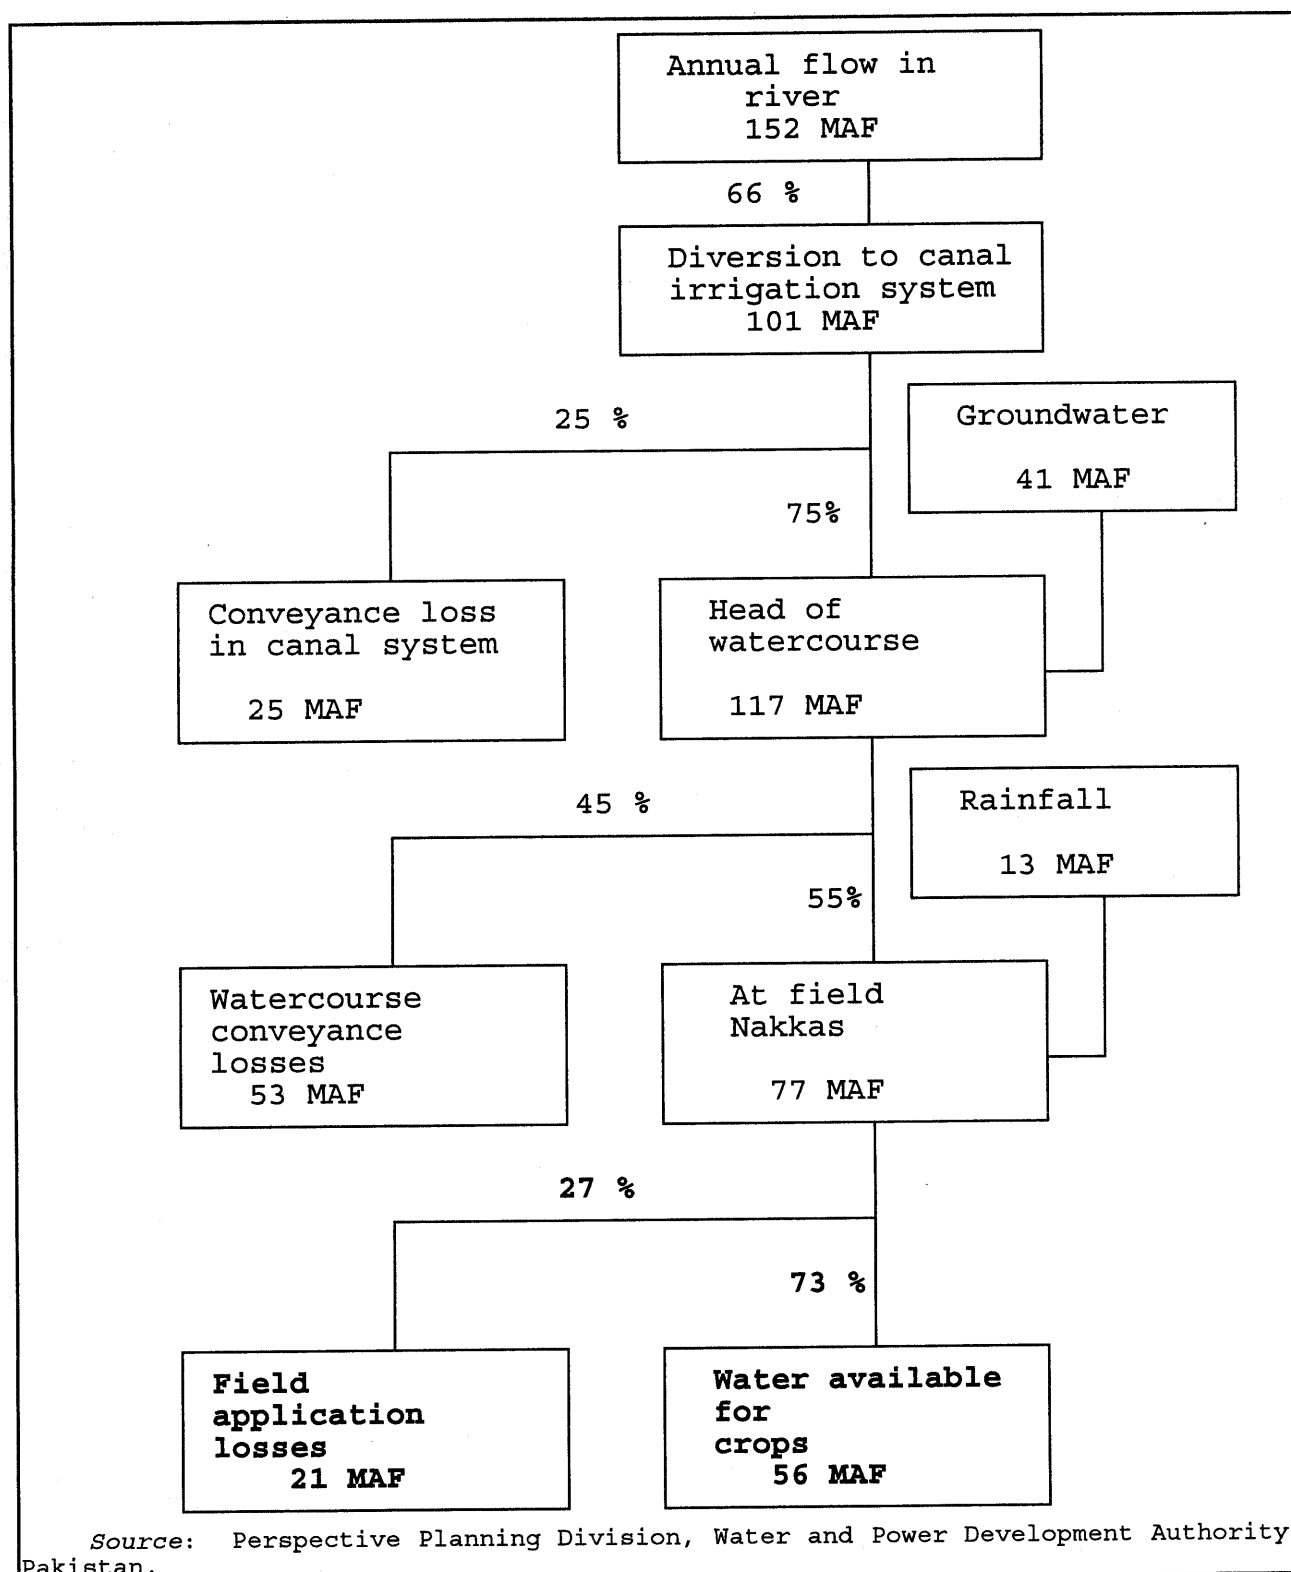 Annual flow in
river
152 MAF
66 %
Diversion to canal
irrigation system
101 MAF
25 %
Groundwater
41 MAF
75%
Conveyance loss
in canal system
25 MAF
Head of
watercourse
117 MAF
45 %
Rainfall
13 MAF
55%
Watercourse
conveyance
losses
53 MAF
At field
Nakkas
77 MAF
27 %
73 %
Field
application
losses
21 MAF
Water available
for
crops
56 MAF
Source: Perspective Planning Division, Water and Power Development Authority
Pakistan.